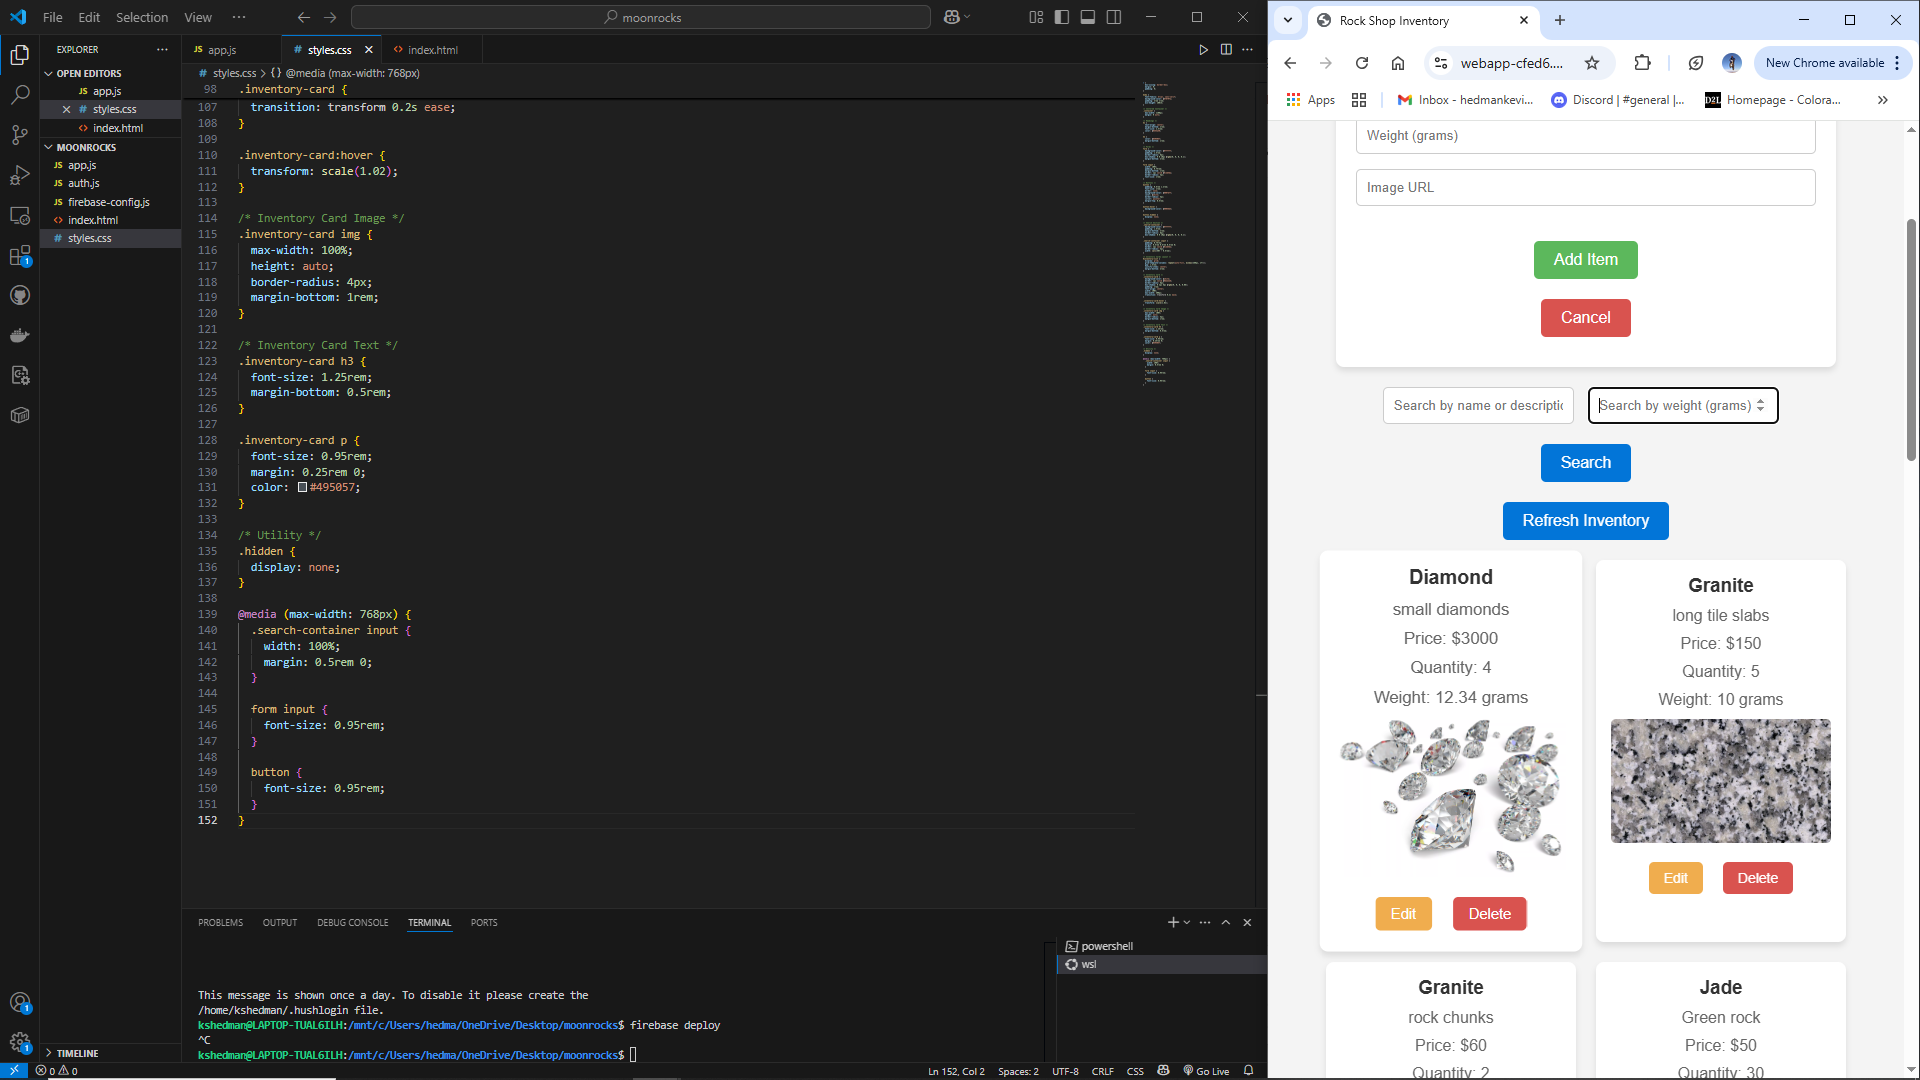 File Edit Selection View ···
moonrocks
EXPLORER
OPEN EDITORS
JS app.js
# styles.css
<> index.html
MOONROCKS
JS app.js
JS auth.js
JS firebase-config.js
<> index.html
# styles.css
TIMELINE
JS app.js
# styles.css
<> index.html
# styles.css > {} @media (max-width: 768px)
98 .inventory-card {
107 transition: transform 0.2s ease;
108 }
109
110 .inventory-card:hover {
111 transform: scale(1.02);
112 }
113
114 /* Inventory Card Image */
115 .inventory-card img {
116 max-width: 100%;
117 height: auto;
118 border-radius: 4px;
119 margin-bottom: 1rem;
120 }
121
122 /* Inventory Card Text */
123 .inventory-card h3 {
124 font-size: 1.25rem;
125 margin-bottom: 0.5rem;
126 }
127
128 .inventory-card p {
129 font-size: 0.95rem;
130 margin: 0.25rem 0;
131 color: #495057;
132 }
133
134 /* Utility */
135 .hidden {
136 display: none;
137 }
138
139 @media (max-width: 768px) {
140 .search-container input {
141 width: 100%;
142 margin: 0.5rem 0;
143 }
144
145 form input {
146 font-size: 0.95rem;
147 }
148
149 button {
150 font-size: 0.95rem;
151 }
152 }
PROBLEMS OUTPUT DEBUG CONSOLE TERMINAL PORTS
powershell
wsl
This message is shown once a day. To disable it please create the
/home/kshedman/.hushlogin file.
kshedman@LAPTOP-TUAL6ILH:/mnt/c/Users/hedma/OneDrive/Desktop/moonrocks$ firebase deploy
^C
kshedman@LAPTOP-TUAL6ILH:/mnt/c/Users/hedma/OneDrive/Desktop/moonrocks$
0 0
Ln 152, Col 2 Spaces: 2 UTF-8 CRLF CSS Go Live
Rock Shop Inventory
webapp-cfed6....
New Chrome available
Apps
Inbox - hedmankevi...
Discord | #general |...
D2L Homepage - Colora...
Weight (grams)
Image URL
Add Item
Cancel
Search by name or descriptio
Search by weight (grams)
Search
Refresh Inventory
Diamond
small diamonds
Price: $3000
Quantity: 4
Weight: 12.34 grams
Edit Delete
Granite
long tile slabs
Price: $150
Quantity: 5
Weight: 10 grams
Edit Delete
Granite
rock chunks
Price: $60
Quantity: 2
Jade
Green rock
Price: $50
Quantity: 30